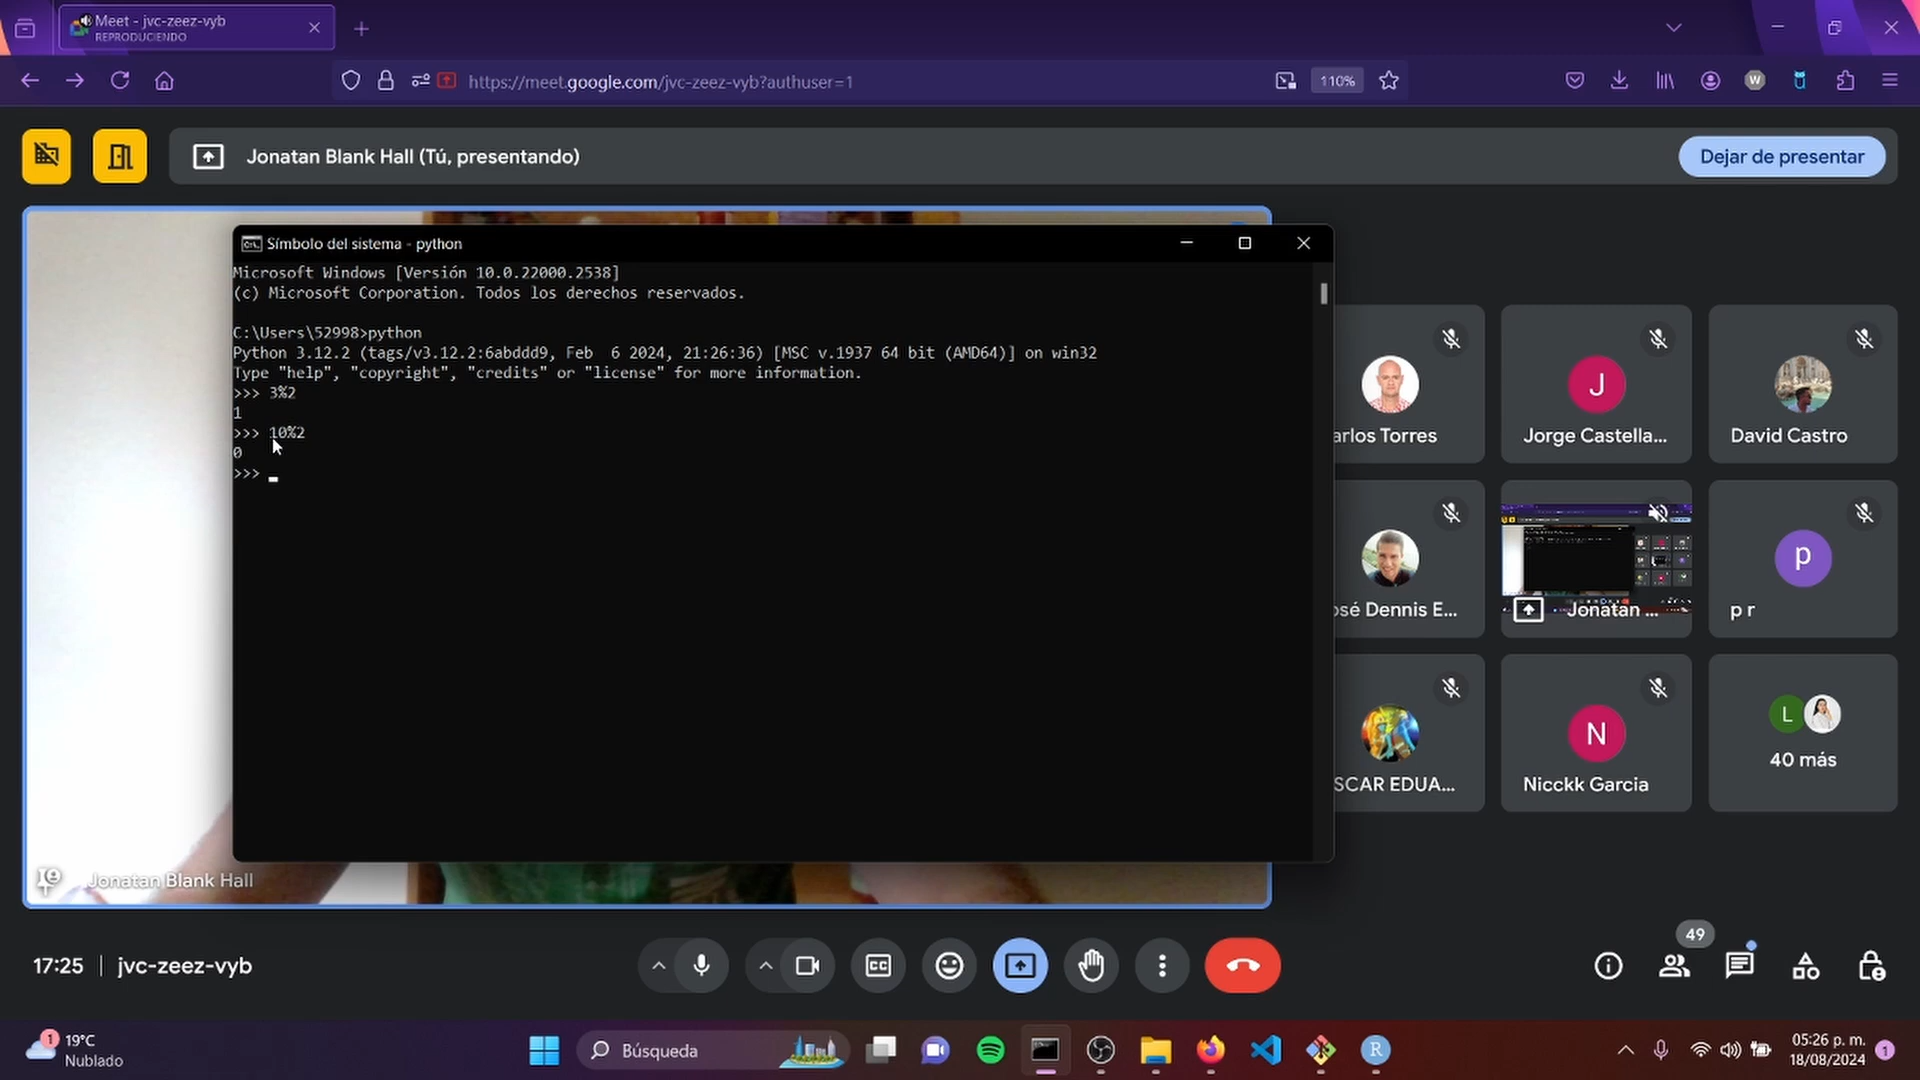 Meet - jvc-zeez-vyb
REPRODUCIENDO
https://meet.google.com/jvc-zeez-vyb?authuser=1
110%
W
Jonatan Blank Hall (Tú, presentando)
Dejar de presentar
Símbolo del sistema - python
Microsoft Windows [Versión 10.0.22000.2538]
(c) Microsoft Corporation. Todos los derechos reservados.
C:\Users\52998>python
Python 3.12.2 (tags/v3.12.2:6abddd9, Feb  6 2024, 21:26:36) [MSC v.1937 64 bit (AMD64)] on win32
Type "help", "copyright", "credits" or "license" for more information.
>>> 3%2
1
>>> 10%2
0
>>> _
arlos Torres
J
Jorge Castella...
David Castro
osé Dennis E...
Jonatan ...
p
p r
SCAR EDUA...
N
Nicckk Garcia
L
40 más
Jonatan Blank Hall
17:25 | jvc-zeez-vyb
CC
49
1
19°C
Nublado
Búsqueda
R
05:26 p. m.
18/08/2024
1